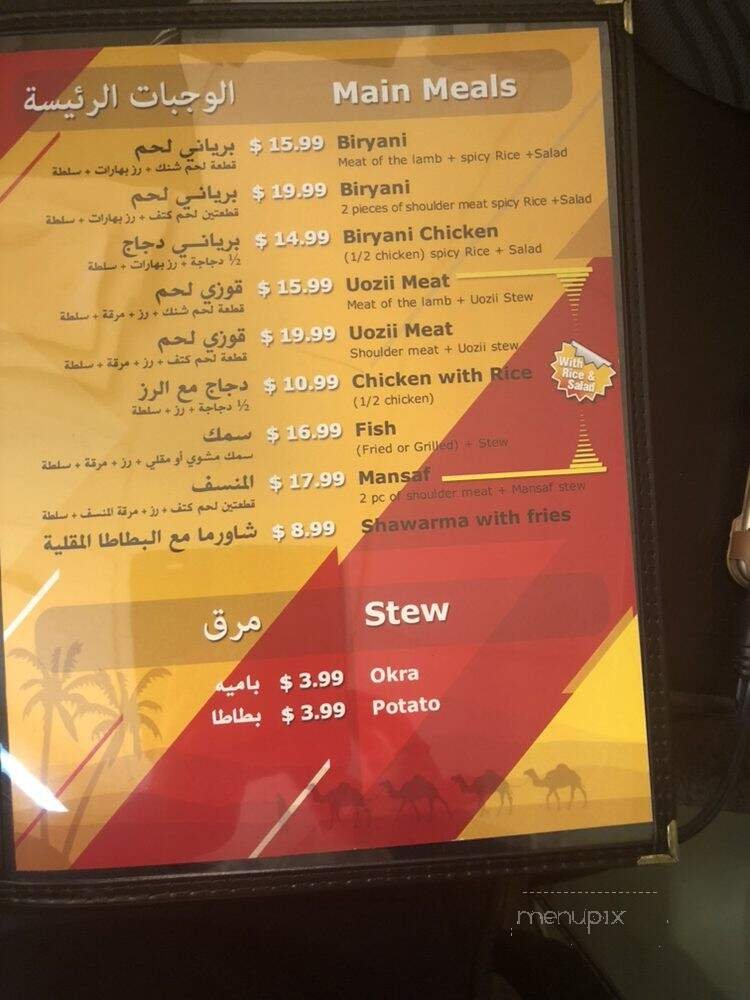 الوجبات الرئيسة Main Meals
برياني لحم $ 15.99 Biryani
قطعة لحم شنك + رز بهارات + سلطة Meat of the lamb + spicy Rice +Salad
برياني لحم $ 19.99 Biryani
قطعتين لحم كتف + رز بهارات + سلطة 2 pieces of shoulder meat spicy Rice +Salad
برياني دجاج $ 14.99 Biryani Chicken
½ دجاجة + رز بهارات + سلطة (1/2 chicken) spicy Rice + Salad
قوزي لحم $ 15.99 Uozii Meat
قطعة لحم شنك + رز + مرقة + سلطة Meat of the lamb + Uozii Stew
قوزي لحم $ 19.99 Uozii Meat
قطعة لحم كتف + رز + مرقة + سلطة Shoulder meat + Uozii stew
With
Rice &
Salad
دجاج مع الرز $ 10.99 Chicken with Rice
½ دجاجة + رز + سلطة (1/2 chicken)
سمك $ 16.99 Fish
سمك مشوي أو مقلي + رز + مرقة + سلطة (Fried or Grilled) + Stew
المنسف $ 17.99 Mansaf
قطعتين لحم كتف + رز + مرقة المنسف + سلطة 2 pc of shoulder meat + Mansaf stew
شاورما مع البطاطا المقلية $ 8.99 Shawarma with fries
مرق Stew
باميه $ 3.99 Okra
بطاطا $ 3.99 Potato
menupix